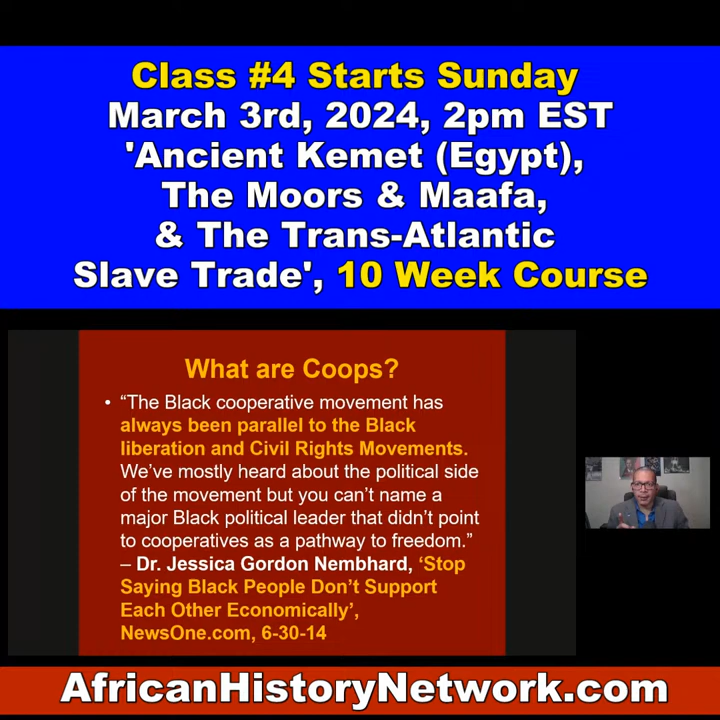 Class #4 Starts Sunday
March 3rd, 2024, 2pm EST
'Ancient Kemet (Egypt),
The Moors & Maafa,
& The Trans-Atlantic
Slave Trade', 10 Week Course
What are Coops?
• “The Black cooperative movement has
always been parallel to the Black
liberation and Civil Rights Movements.
We’ve mostly heard about the political side
of the movement but you can’t name a
major Black political leader that didn’t point
to cooperatives as a pathway to freedom.”
– Dr. Jessica Gordon Nembhard, ‘Stop
Saying Black People Don’t Support
Each Other Economically’,
NewsOne.com, 6-30-14
AfricanHistoryNetwork.com